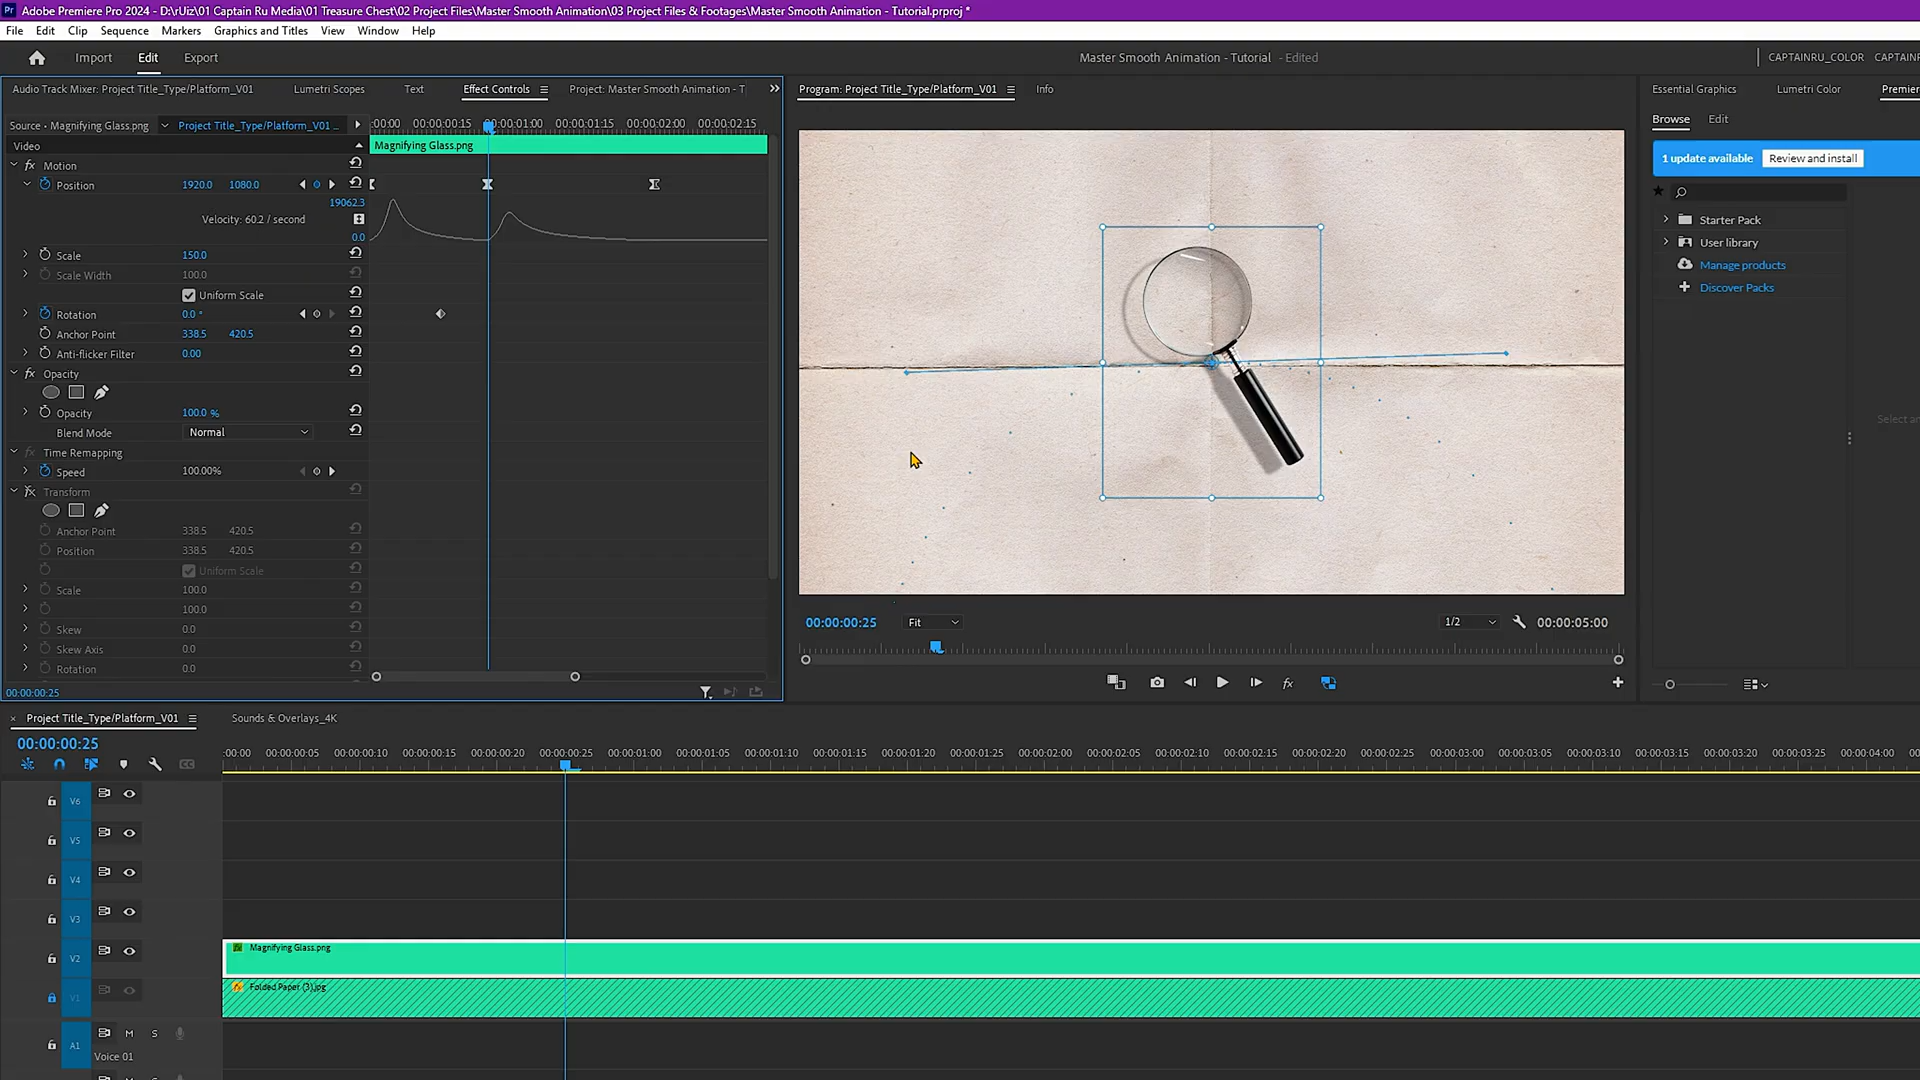 Adobe Premiere Pro 2024 - D:\rUiz\01 Captain Ru Media\01 Treasure Chest\02 Project Files\Master Smooth Animation\03 Project Files & Footages\Master Smooth Animation - Tutorial.prproj *
File Edit Clip Sequence Markers Graphics and Titles View Window Help
Import Edit Export
Master Smooth Animation - Tutorial - Edited
CAPTAINRU_COLOR CAPTAINR
Audio Track Mixer: Project Title_Type/Platform_V01 Lumetri Scopes Text Effect Controls Project: Master Smooth Animation - T
Program: Project Title_Type/Platform_V01 Info
Essential Graphics Lumetri Color Premier
Source • Magnifying Glass.png Project Title_Type/Platform_V01 ...
:00:00 00:00:00:15 00:00:01:00 00:00:01:15 00:00:02:00 00:00:02:15
Browse Edit
Video
Magnifying Glass.png
1 update available Review and install
fx Motion
Position 1920.0 1080.0
19062.3
Velocity: 60.2 / second
0.0
Scale 150.0
Scale Width 100.0
Uniform Scale
Rotation 0.0 °
Anchor Point 338.5 420.5
Anti-flicker Filter 0.00
fx Opacity
Opacity 100.0 %
Blend Mode Normal
fx Time Remapping
Speed 100.00%
fx Transform
Anchor Point 338.5 420.5
Position 338.5 420.5
Uniform Scale
Scale 100.0
100.0
Skew 0.0
Skew Axis 0.0
Rotation 0.0
00:00:00:25
Starter Pack
User library
Manage products
Discover Packs
Select an
00:00:00:25 Fit 1/2 00:00:05:00
fx
Project Title_Type/Platform_V01 Sounds & Overlays_4K
00:00:00:25
:00:00 00:00:00:05 00:00:00:10 00:00:00:15 00:00:00:20 00:00:00:25 00:00:01:00 00:00:01:05 00:00:01:10 00:00:01:15 00:00:01:20 00:00:01:25 00:00:02:00 00:00:02:05 00:00:02:10 00:00:02:15 00:00:02:20 00:00:02:25 00:00:03:00 00:00:03:05 00:00:03:10 00:00:03:15 00:00:03:20 00:00:03:25 00:00:04:00
CC
V6
V5
V4
V3
V2 fx Magnifying Glass.png
V1 fx Folded Paper (3).jpg
A1 M S
Voice 01